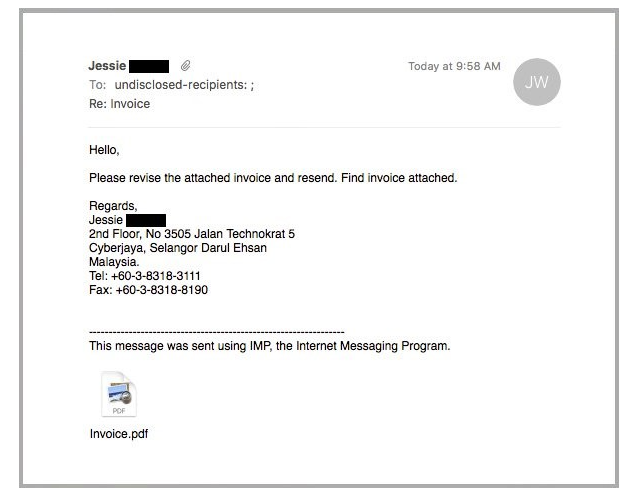 Jessie
Today at 9:58 AM
JW
To: undisclosed-recipients: ;
Re: Invoice
Hello,
Please revise the attached invoice and resend. Find invoice attached.
Regards,
Jessie
2nd Floor, No 3505 Jalan Technokrat 5
Cyberjaya, Selangor Darul Ehsan
Malaysia.
Tel: +60-3-8318-3111
Fax: +60-3-8318-8190
----------------------------------------------------------------
This message was sent using IMP, the Internet Messaging Program.
PDF
Invoice.pdf